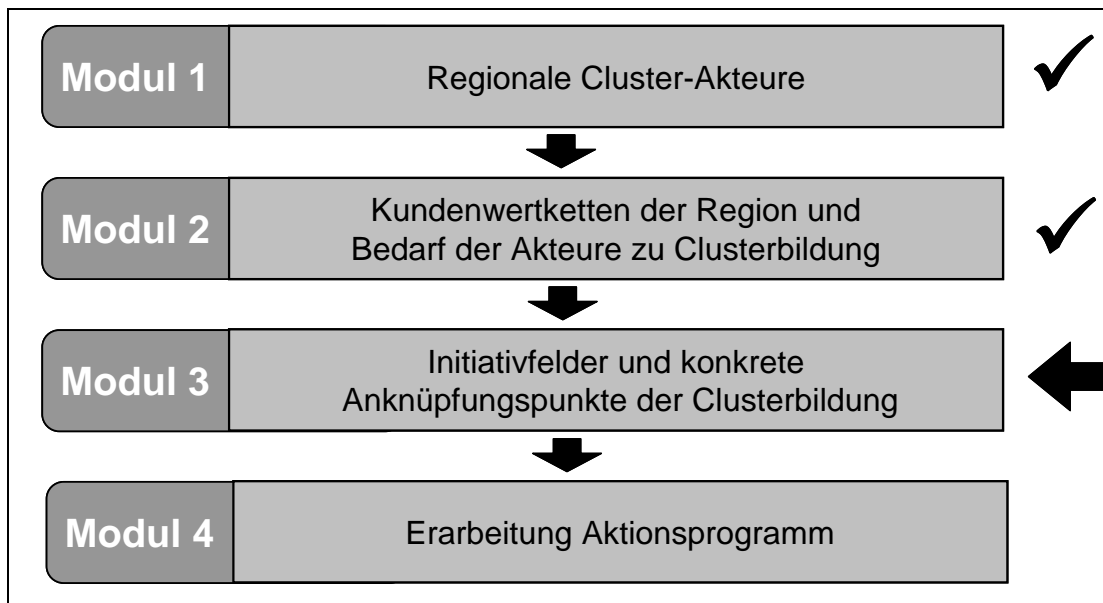 Modul 1
Regionale Cluster-Akteure
Modul 2
Kundenwertketten der Region und
Bedarf der Akteure zu Clusterbildung
Modul 3
Initiativfelder und konkrete
Anknüpfungspunkte der Clusterbildung
Modul 4
Erarbeitung Aktionsprogramm